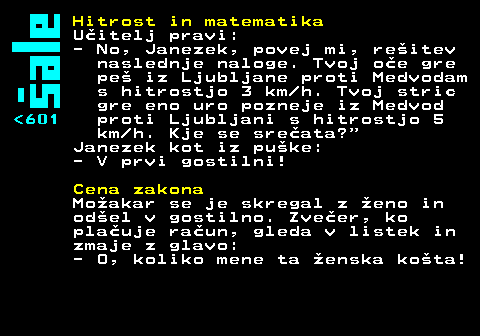 Šale
<601
Hitrost in matematika
Učitelj pravi:
- No, Janezek, povej mi, rešitev
naslednje naloge. Tvoj oče gre
peš iz Ljubljane proti Medvodam
s hitrostjo 3 km/h. Tvoj stric
gre eno uro pozneje iz Medvod
proti Ljubljani s hitrostjo 5
km/h. Kje se srečata?”
Janezek kot iz puške:
- V prvi gostilni!
Cena zakona
Možakar se je skregal z ženo in
odšel v gostilno. Zvečer, ko
plačuje račun, gleda v listek in
zmaje z glavo:
- O, koliko mene ta ženska košta!